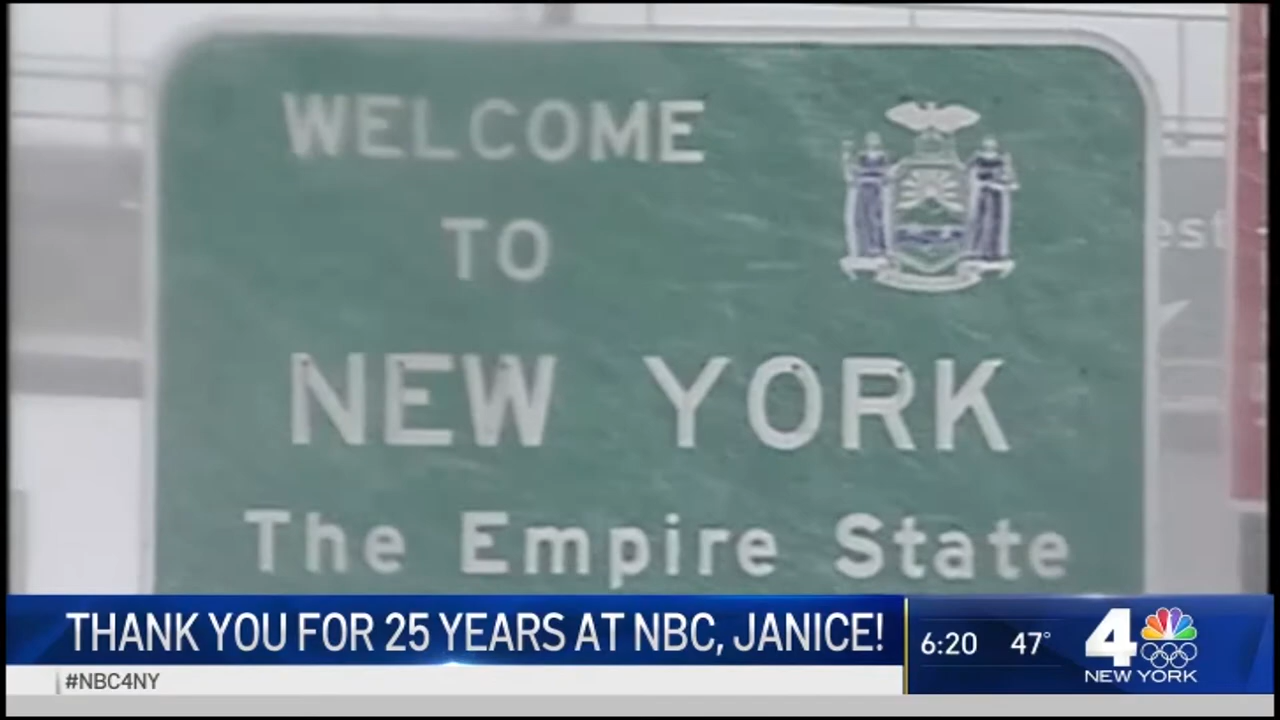 WELCOME
TO
NEW YORK
The Empire State
est
THANK YOU FOR 25 YEARS AT NBC, JANICE!
#NBC4NY
6:20 47°
4
NEW YORK